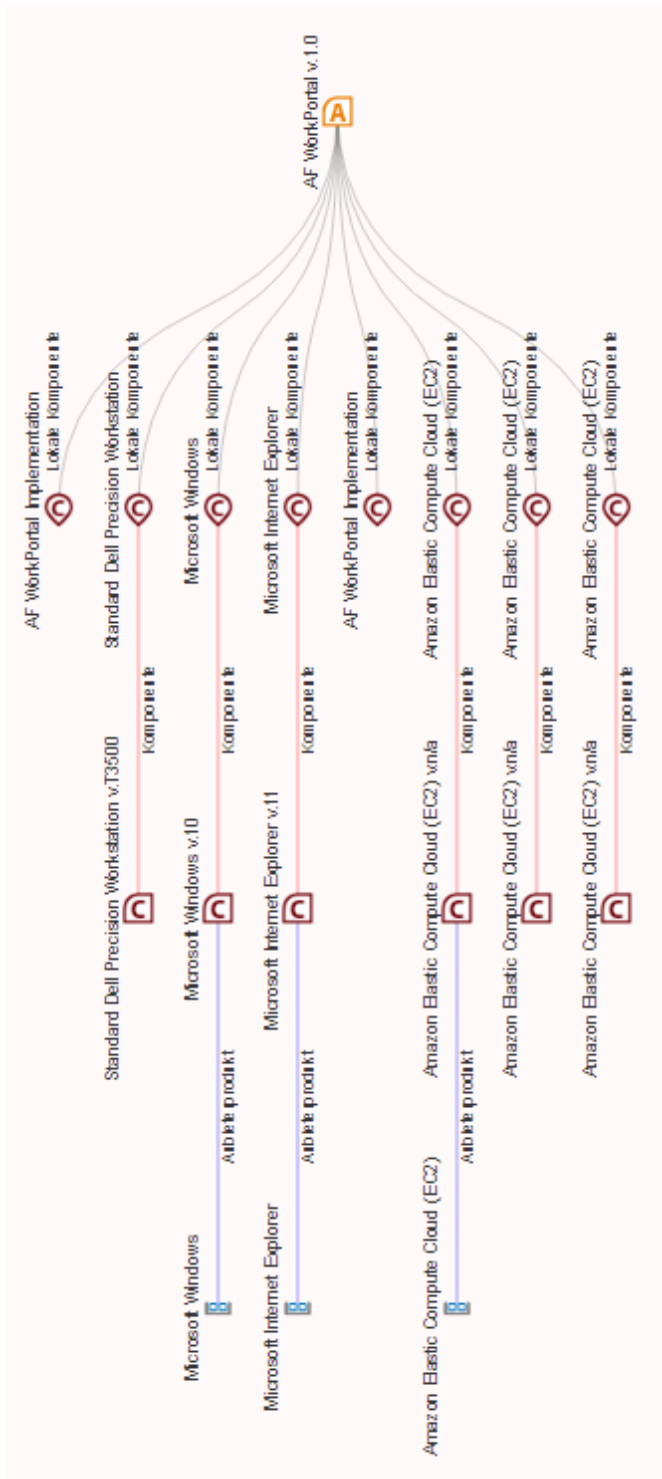 AF WorkPortal v.1.0
AF WorkPortal Implementation
Lokale Komponente
Standard Dell Precision Workstation
Lokale Komponente
Microsoft Windows
Lokale Komponente
Microsoft Internet Explorer
Lokale Komponente
AF WorkPortal Implementation
Lokale Komponente
Amazon Elastic Compute Cloud (EC2)
Lokale Komponente
Amazon Elastic Compute Cloud (EC2)
Lokale Komponente
Amazon Elastic Compute Cloud (EC2)
Lokale Komponente
Standard Dell Precision Workstation v.T3500
Komponente
Microsoft Windows v.10
Komponente
Microsoft Internet Explorer v.11
Komponente
Amazon Elastic Compute Cloud (EC2) v.n/a
Komponente
Amazon Elastic Compute Cloud (EC2) v.n/a
Komponente
Amazon Elastic Compute Cloud (EC2) v.n/a
Komponente
Microsoft Windows
Anbieterprodukt
Microsoft Internet Explorer
Anbieterprodukt
Amazon Elastic Compute Cloud (EC2)
Anbieterprodukt